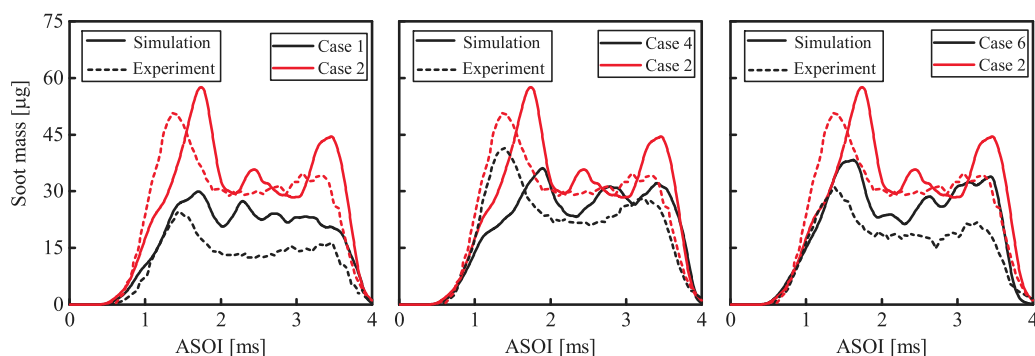 75
60
45
30
15
0
Soot mass [μg]
Simulation
Experiment
Case 1
Case 2
0 1 2 3 4
ASOI [ms]
Simulation
Experiment
Case 4
Case 2
0 1 2 3 4
ASOI [ms]
Simulation
Experiment
Case 6
Case 2
0 1 2 3 4
ASOI [ms]